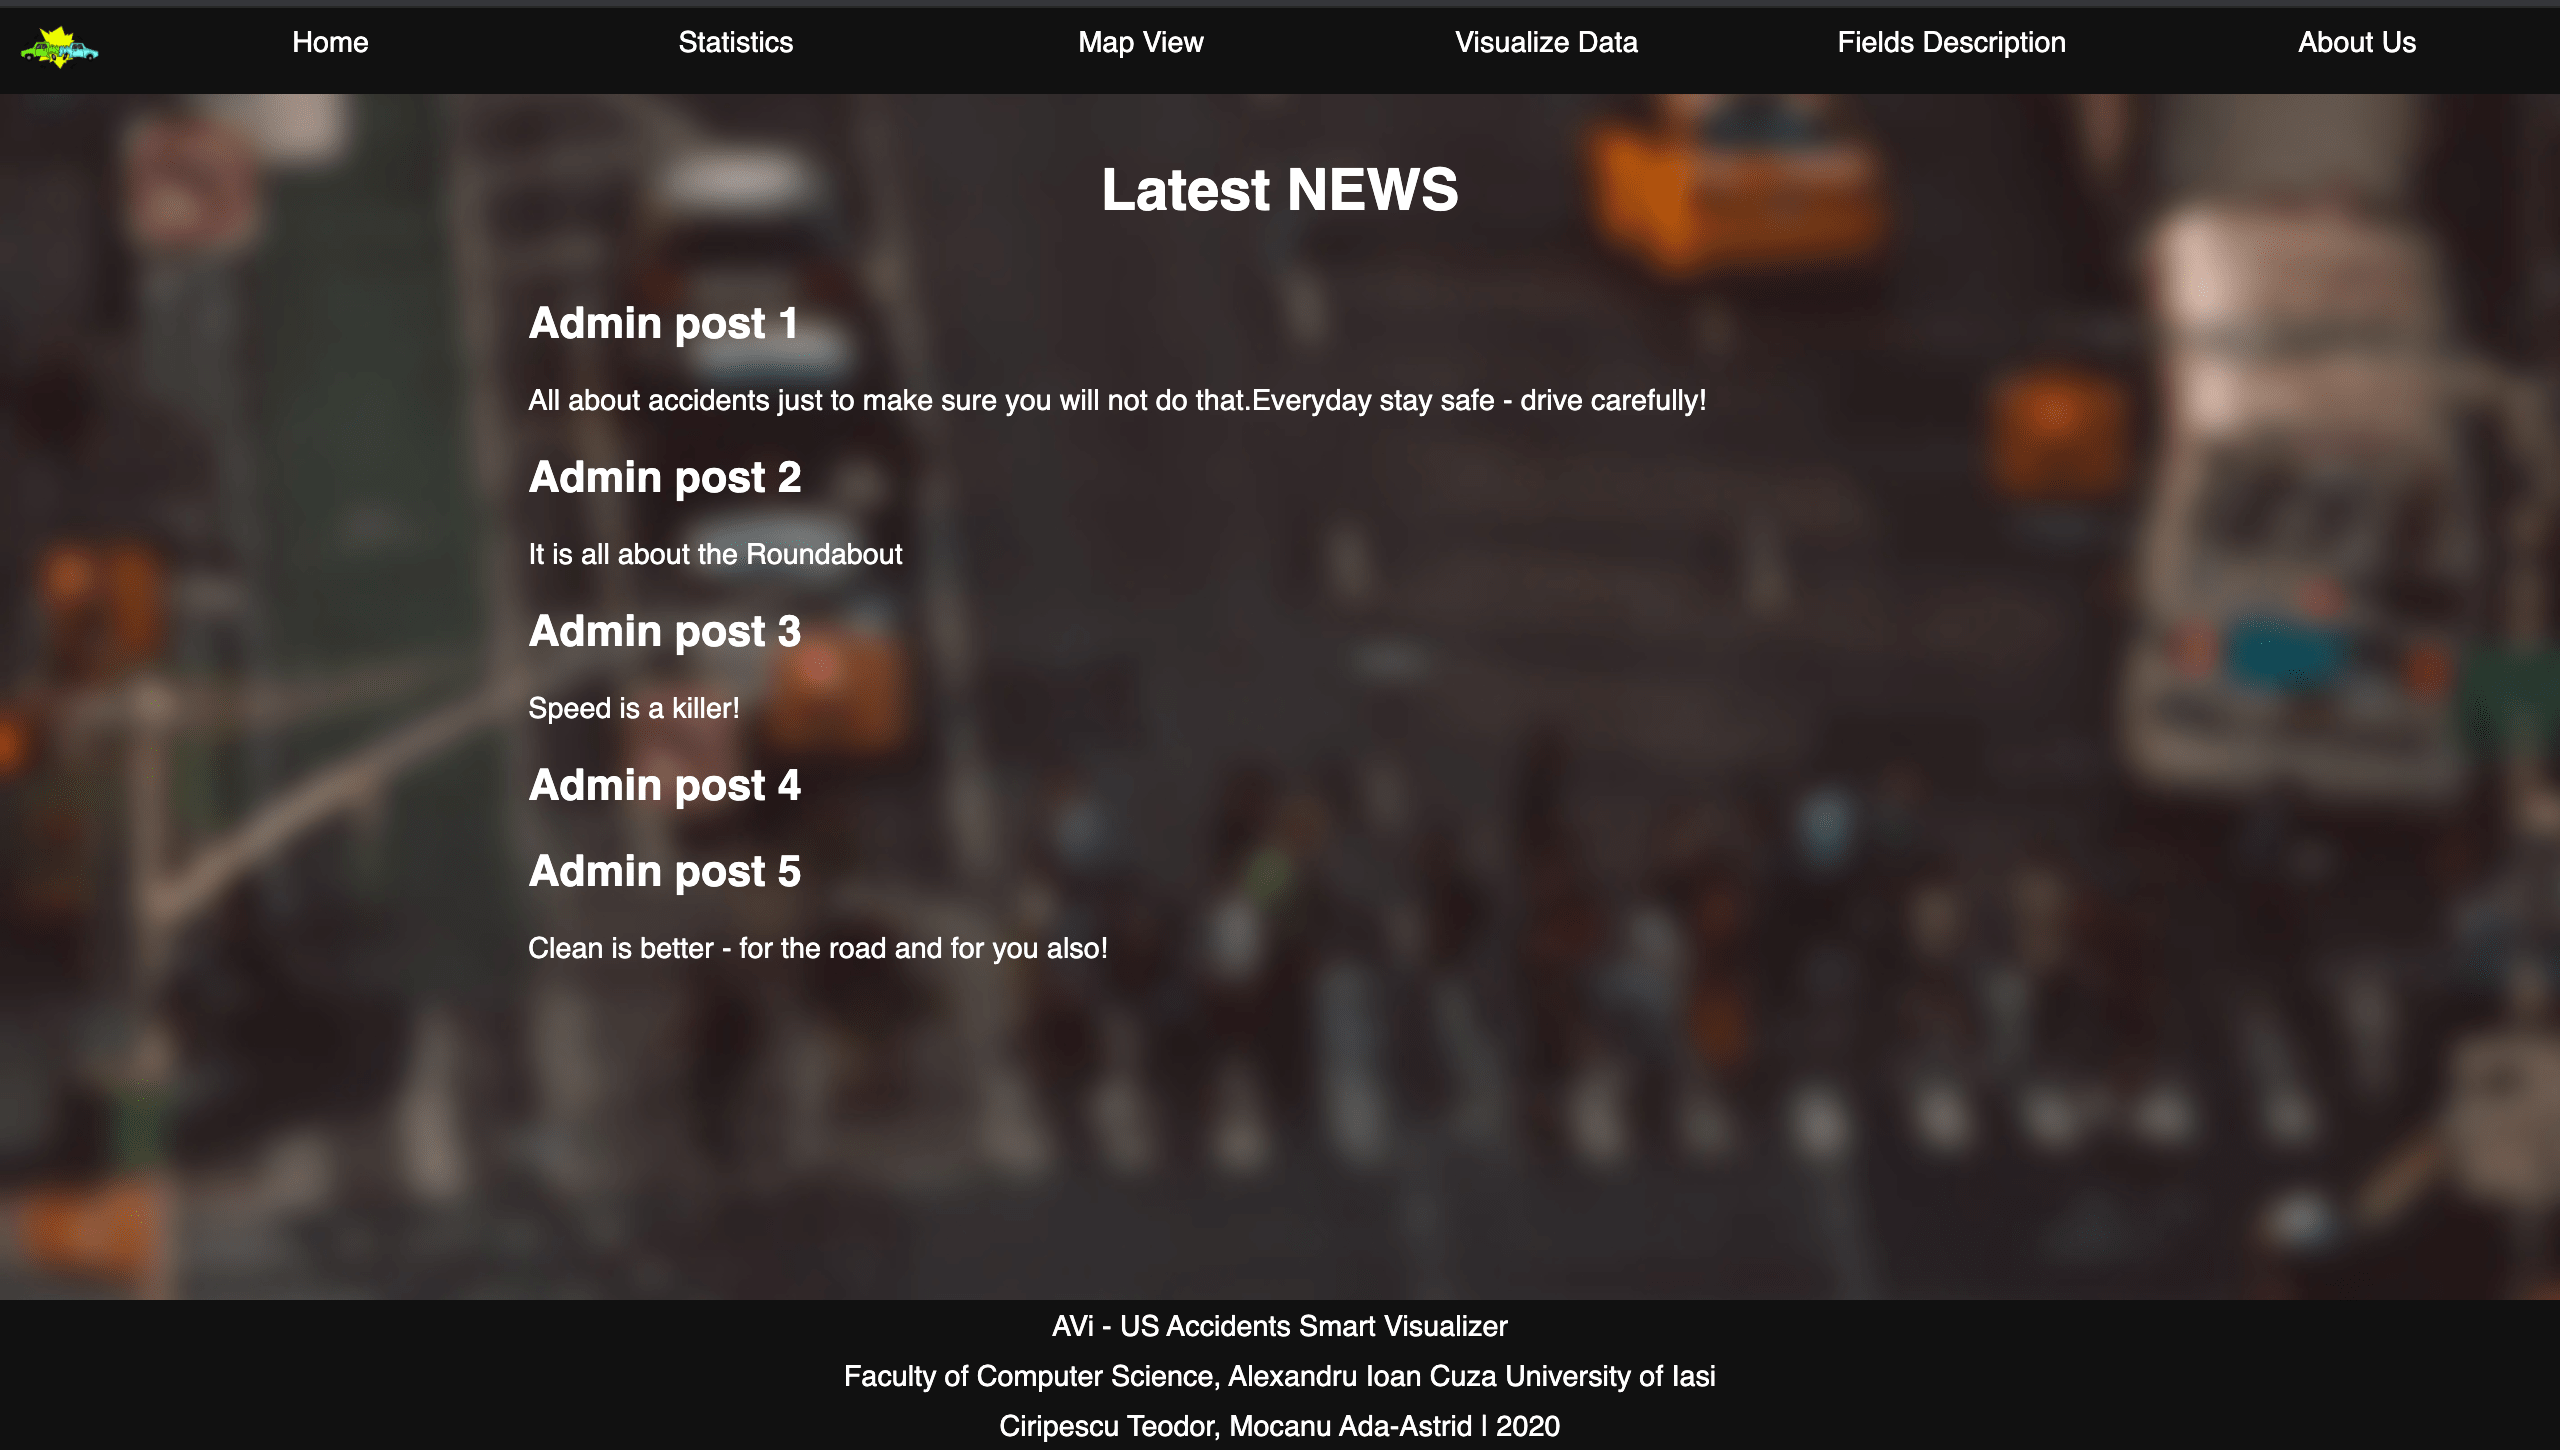 Home
Statistics
Map View
Visualize Data
Fields Description
About Us
Latest NEWS
Admin post 1
All about accidents just to make sure you will not do that.Everyday stay safe - drive carefully!
Admin post 2
It is all about the Roundabout
Admin post 3
Speed is a killer!
Admin post 4
Admin post 5
Clean is better - for the road and for you also!
AVi - US Accidents Smart Visualizer
Faculty of Computer Science, Alexandru Ioan Cuza University of Iasi
Ciripescu Teodor, Mocanu Ada-Astrid | 2020